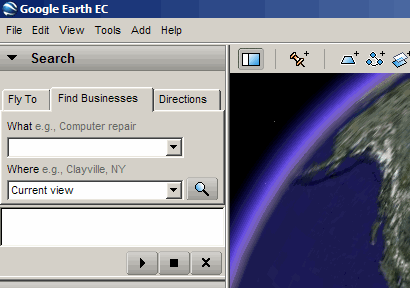 Google Earth EC
File Edit View Tools Add Help
Search
Fly To Find Businesses Directions
What e.g., Computer repair
Where e.g., Clayville, NY
Current view